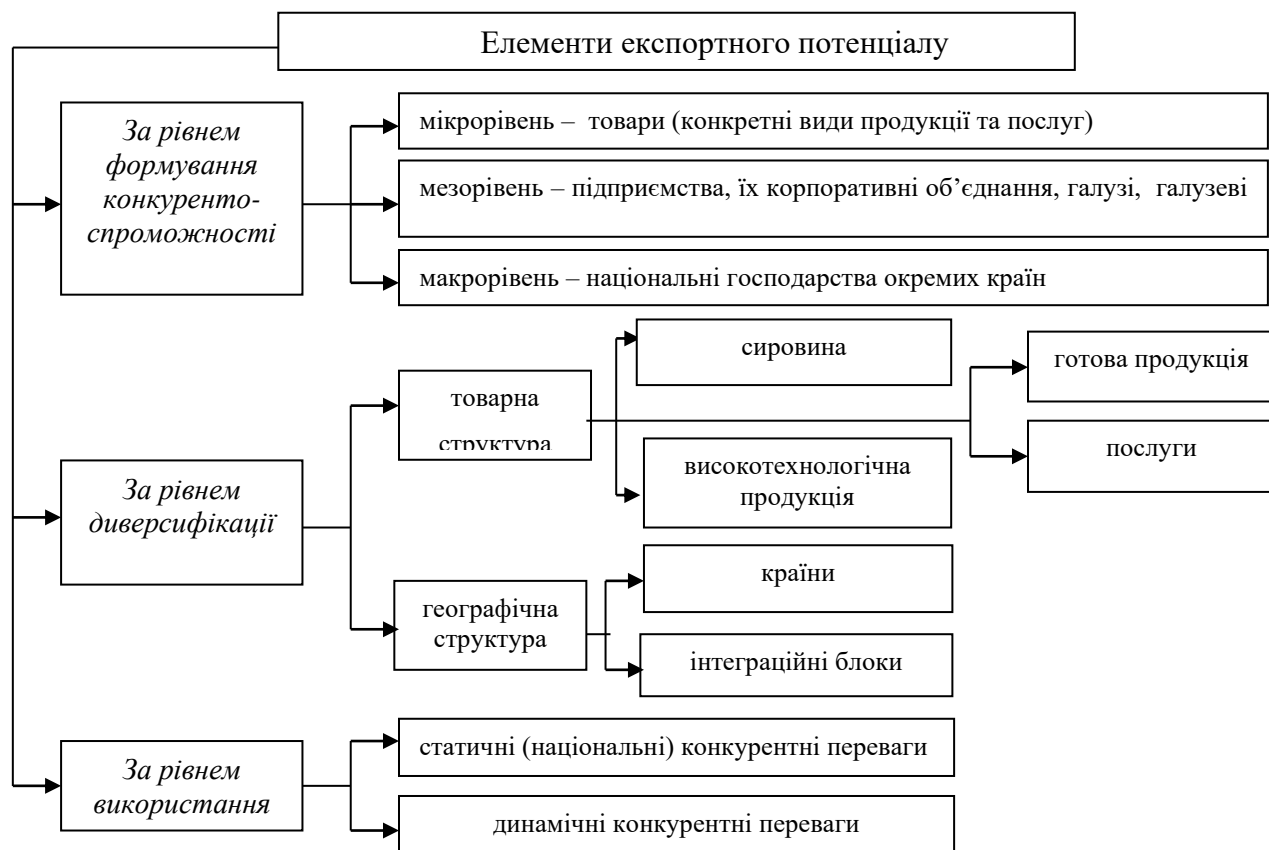 Елементи експортного потенціалу
За рівнем
формування
конкуренто-
спроможності
мікрорівень – товари (конкретні види продукції та послуг)
мезорівень – підприємства, їх корпоративні об’єднання, галузі, галузеві
макрорівень – національні господарства окремих країн
За рівнем
диверсифікації
товарна
структура
сировина
високотехнологічна
продукція
готова продукція
послуги
географічна
структура
країни
інтеграційні блоки
За рівнем
використання
статичні (національні) конкурентні переваги
динамічні конкурентні переваги